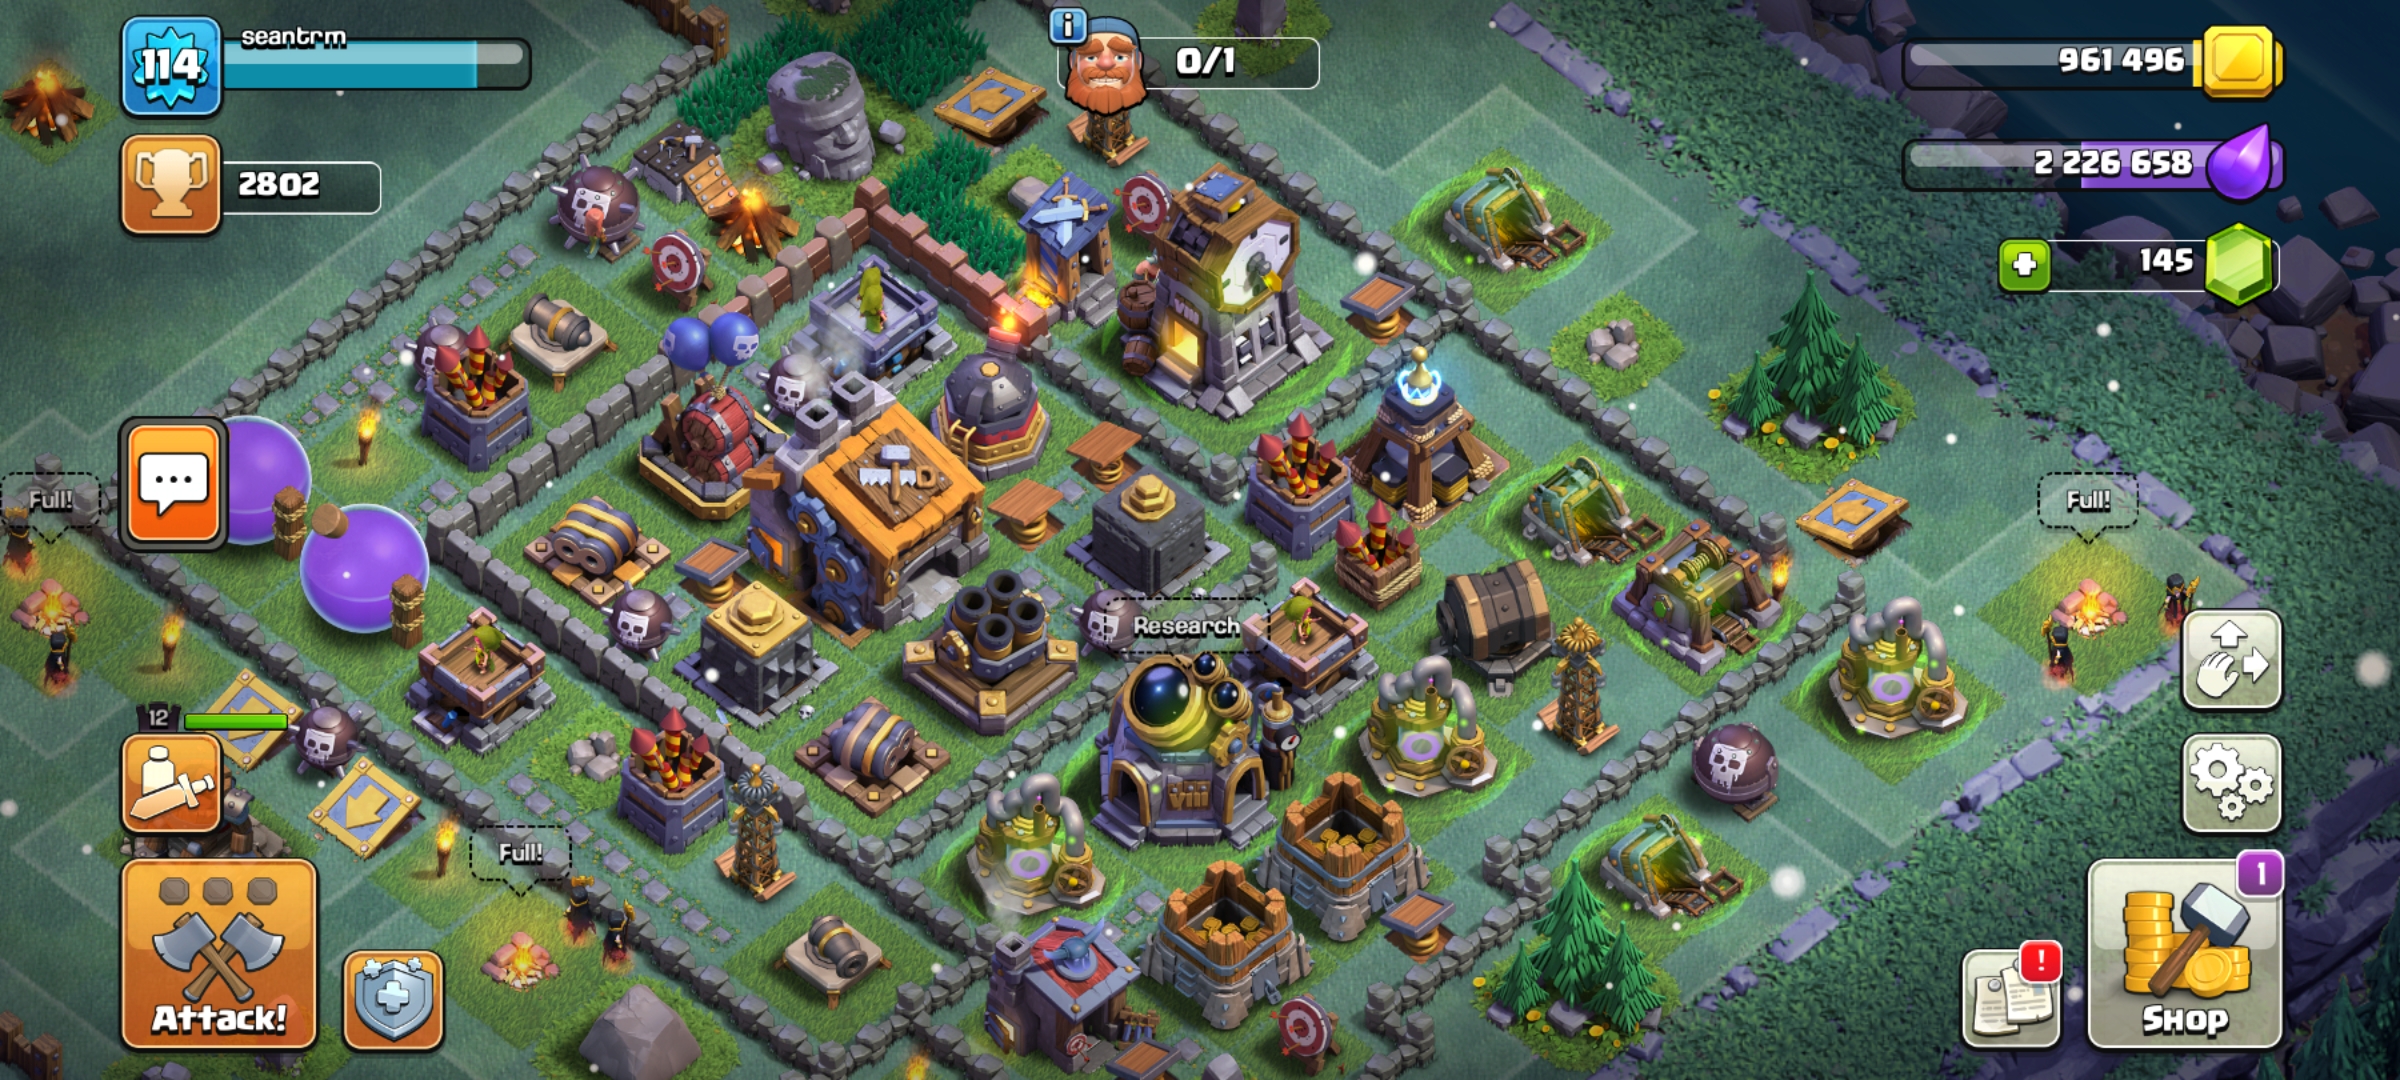 114
seantrm
2802
i
0/1
961 496
2 226 658
145
Full!
Full!
Research
12
VIII
Full!
Attack!
1
!
Shop